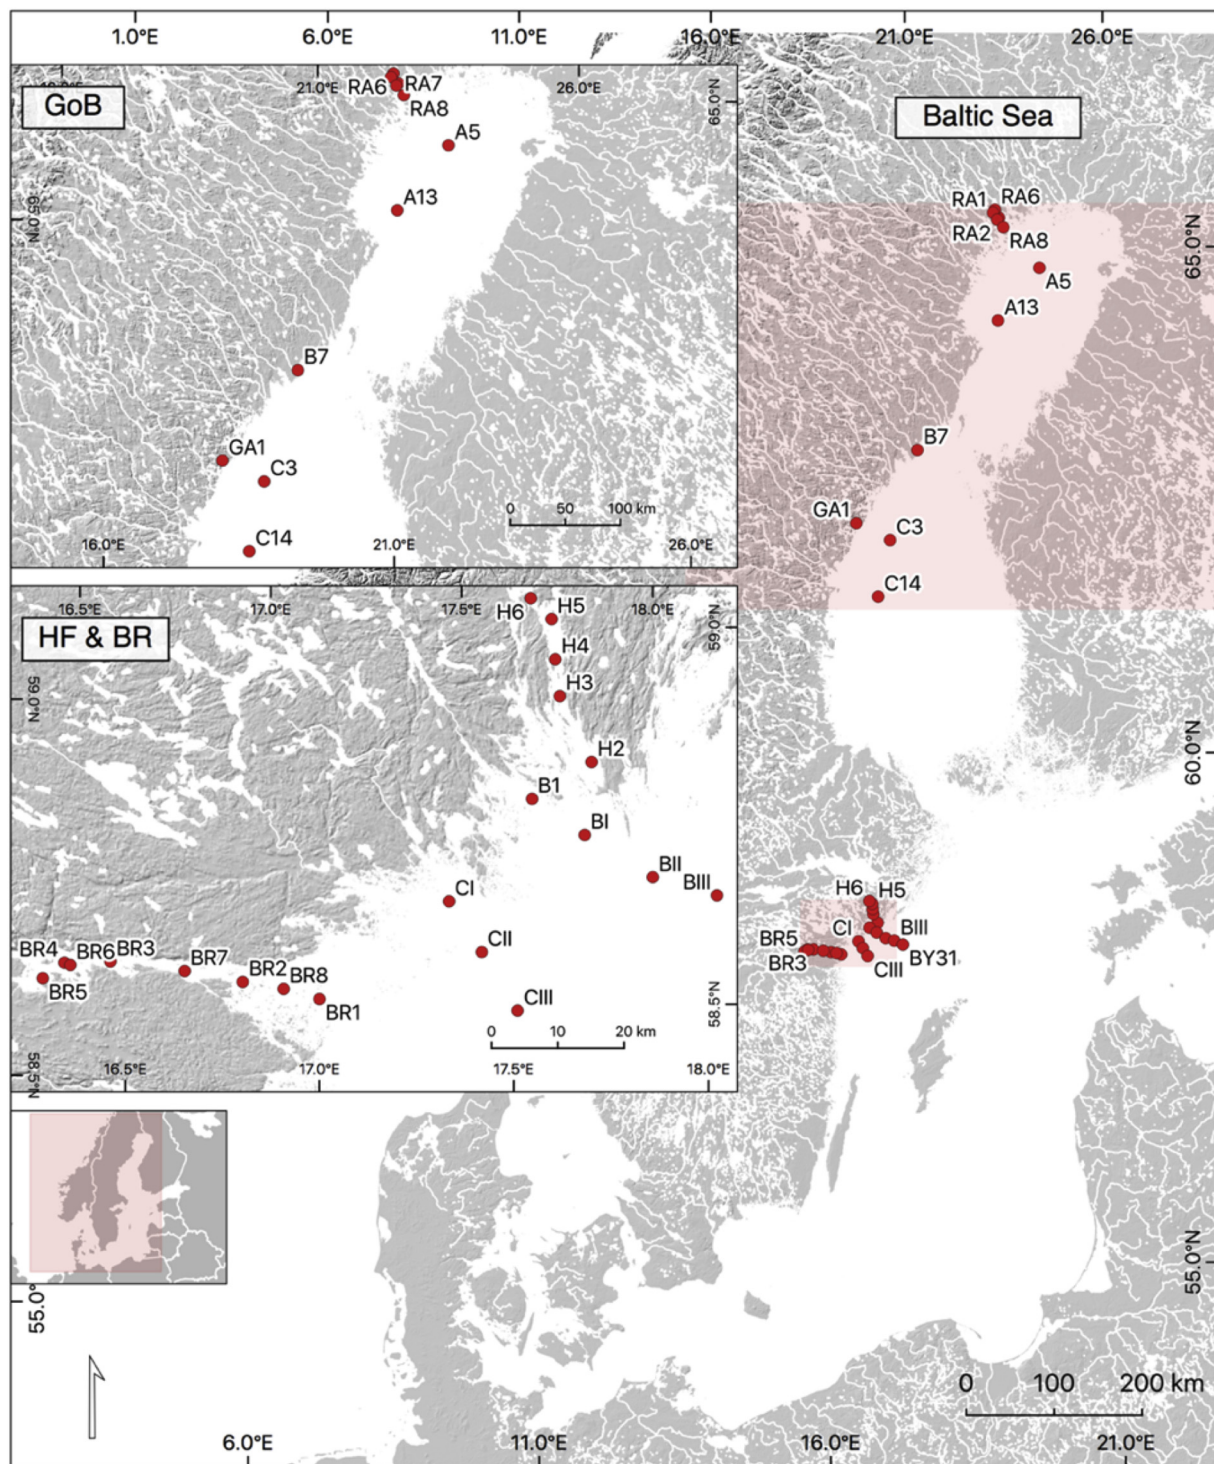 1.0°E 6.0°E 11.0°E 16.0°E 21.0°E 26.0°E
GoB
21.0°E 26.0°E
RA6 RA7
RA8
65.0°N
A5
A13
65.0°N
B7
GA1
C3
C14
0 50 100 km
16.0°E 21.0°E 26.0°E
Baltic Sea
RA1 RA6
RA2 RA8
65.0°N
A5
A13
B7
GA1
C3
C14
60.0°N
HF & BR
16.5°E 17.0°E 17.5°E 18.0°E
H6 H5
59.0°N
H4
H3
59.0°N
H2
B1
BI
BII
BIII
CI
CII
CIII
BR4 BR6 BR3
BR5
BR7
BR2
BR8
BR1
0 10 20 km
58.5°N
58.5°N
16.5°E 17.0°E 17.5°E 18.0°E
H6 H5
CI BIII
BR5
BR3
BY31
CIII
55.0°
55.0°N
0 100 200 km
6.0°E 11.0°E 16.0°E 21.0°E